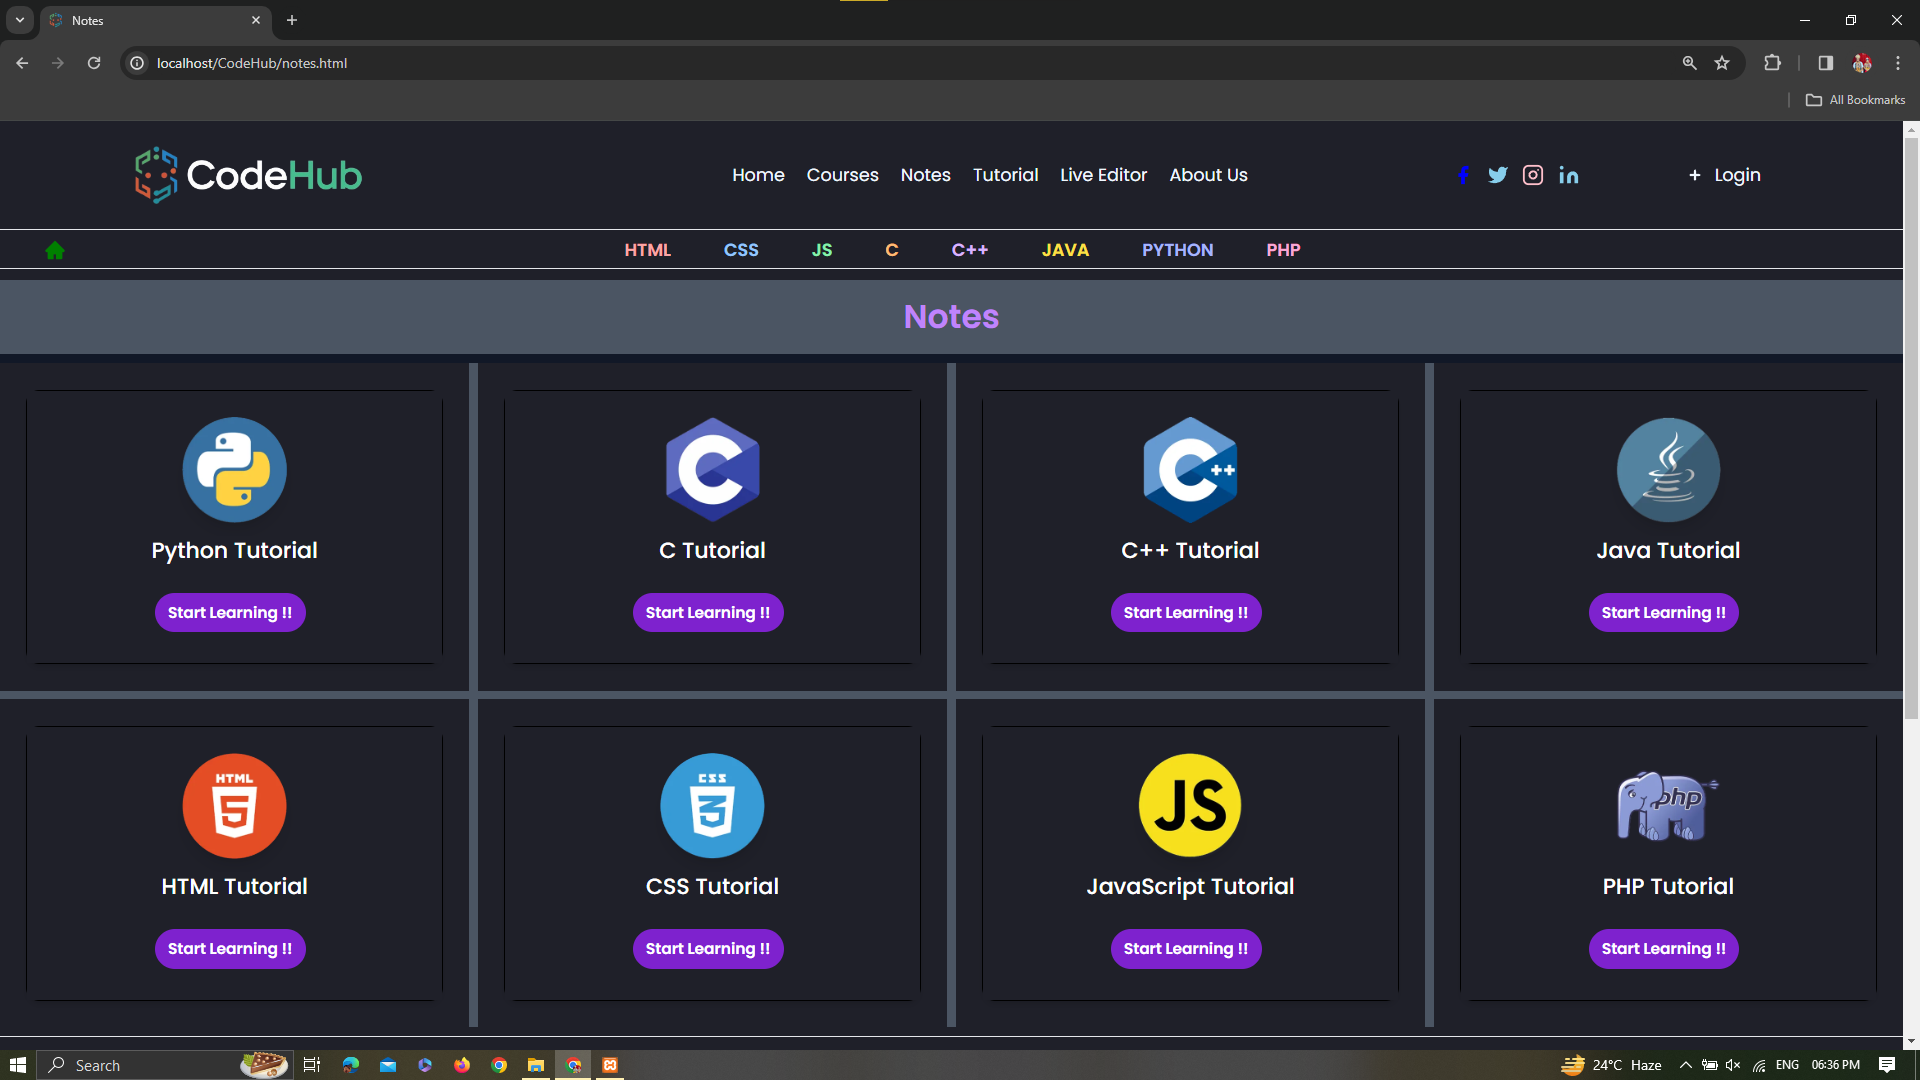 Notes
localhost/CodeHub/notes.html
All Bookmarks
CodeHub
Home Courses Notes Tutorial Live Editor About Us
+ Login
HTML CSS JS C C++ JAVA PYTHON PHP
Notes
C C ++
Python Tutorial C Tutorial C++ Tutorial Java Tutorial
Start Learning !! Start Learning !! Start Learning !! Start Learning !!
HTML 5 CSS 3 JS php
HTML Tutorial CSS Tutorial JavaScript Tutorial PHP Tutorial
Start Learning !! Start Learning !! Start Learning !! Start Learning !!
Search 24°C Haze ENG 06:36 PM